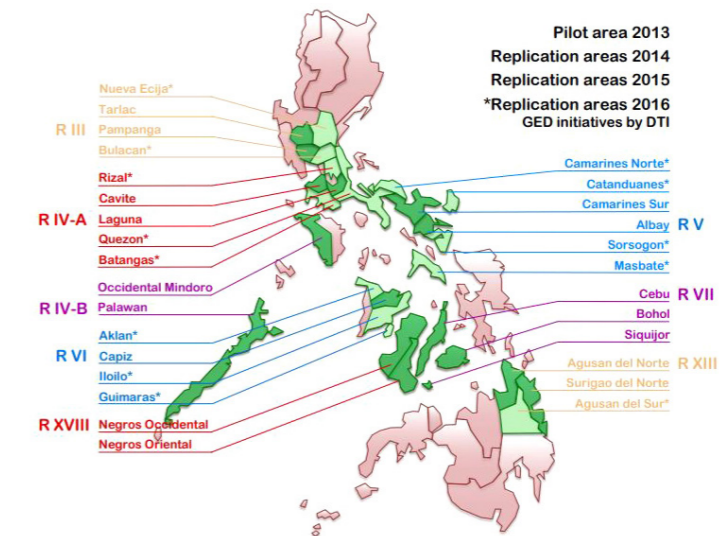 Pilot area 2013
Replication areas 2014
Replication areas 2015
*Replication areas 2016
GED initiatives by DTI
R III
Nueva Ecija*
Tarlac
Pampanga
Bulacan*
R IV-A
Rizal*
Cavite
Laguna
Quezon*
Batangas*
R IV-B
Occidental Mindoro
Palawan
R VI
Aklan*
Capiz
Iloilo*
Guimaras*
R XVIII
Negros Occidental
Negros Oriental
Camarines Norte*
Catanduanes*
Camarines Sur
Albay
R V
Sorsogon*
Masbate*
Cebu
R VII
Bohol
Siquijor
Agusan del Norte
R XIII
Surigao del Norte
Agusan del Sur*